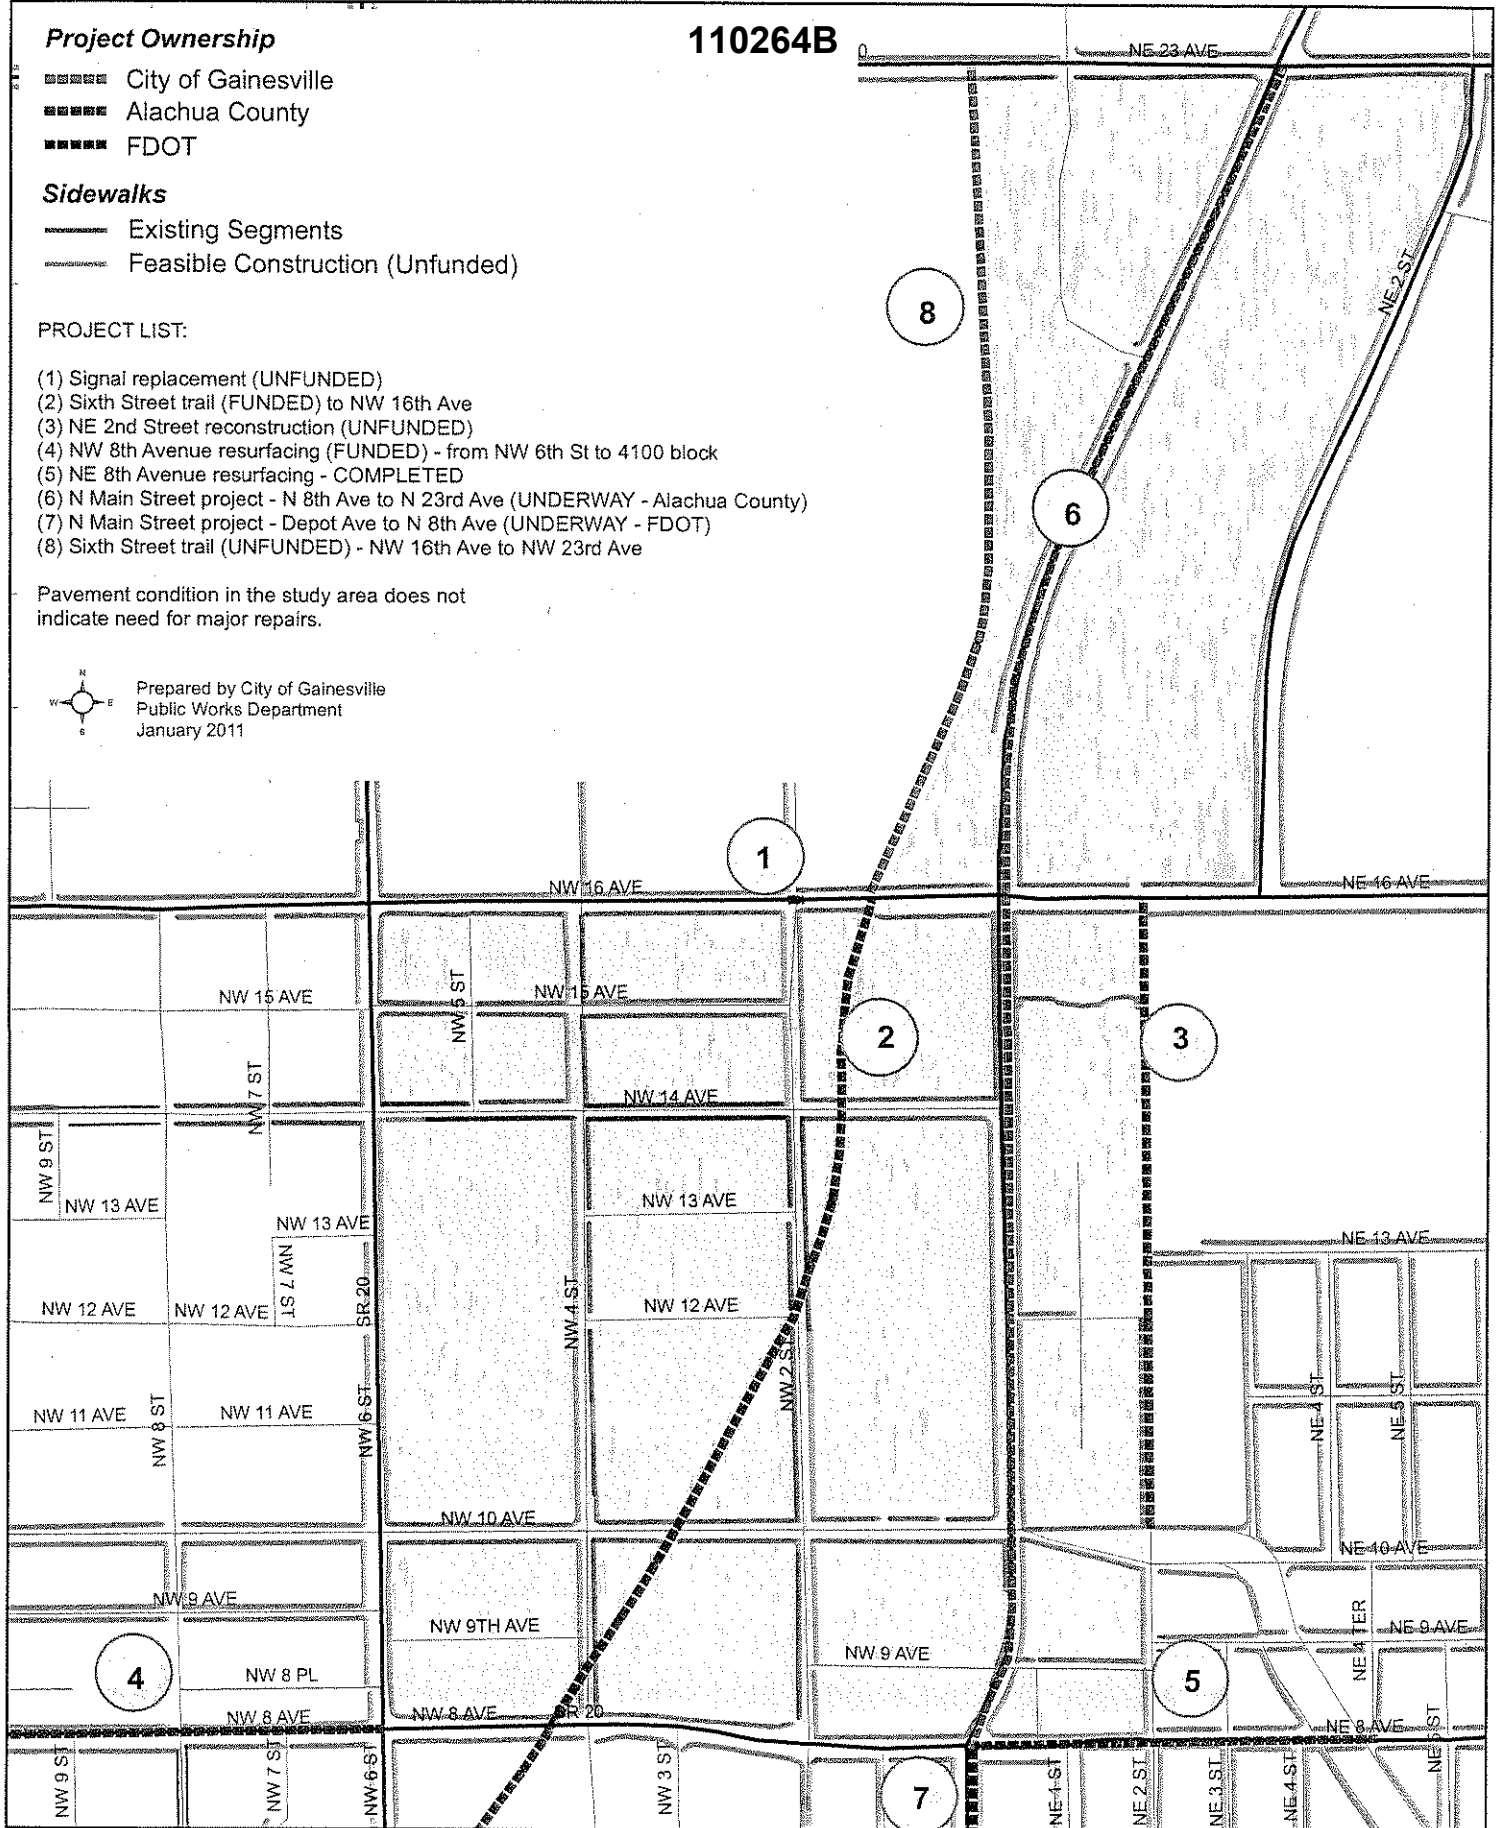 Project Ownership
City of Gainesville
Alachua County
FDOT
Sidewalks
Existing Segments
Feasible Construction (Unfunded)
PROJECT LIST:
(1) Signal replacement (UNFUNDED)
(2) Sixth Street trail (FUNDED) to NW 16th Ave
(3) NE 2nd Street reconstruction (UNFUNDED)
(4) NW 8th Avenue resurfacing (FUNDED) - from NW 6th St to 4100 block
(5) NE 8th Avenue resurfacing - COMPLETED
(6) N Main Street project - N 8th Ave to N 23rd Ave (UNDERWAY - Alachua County)
(7) N Main Street project - Depot Ave to N 8th Ave (UNDERWAY - FDOT)
(8) Sixth Street trail (UNFUNDED) - NW 16th Ave to NW 23rd Ave
Pavement condition in the study area does not
indicate need for major repairs.
N
W E
S
Prepared by City of Gainesville
Public Works Department
January 2011
110264B
NE 23 AVE
8
NE 2 ST
6
1
NW 16 AVE
NE 16 AVE
NW 15 AVE
NW 5 ST
NW 15 AVE
2
3
NW 7 ST
NW 14 AVE
NW 9 ST
NW 13 AVE
NW 13 AVE
NW 13 AVE
NE 13 AVE
NW 7 ST
NW 12 AVE
NW 12 AVE
SR 20
NW 4 ST
NW 12 AVE
NW 2 ST
NW 11 AVE
NW 8 ST
NW 11 AVE
NW 6 ST
NE 4 ST
NE 5 ST
NW 10 AVE
NE 10 AVE
NW 9 AVE
NW 9TH AVE
NW 9 AVE
NE 4 TER
NE 9 AVE
4
NW 8 PL
5
NW 8 AVE
NW 8 AVE
SR 20
NE 8 AVE
NW 9 ST
NW 7 ST
NW 6 ST
NW 3 ST
7
NE 1 ST
NE 2 ST
NE 3 ST
NE 4 ST
NE 5 ST